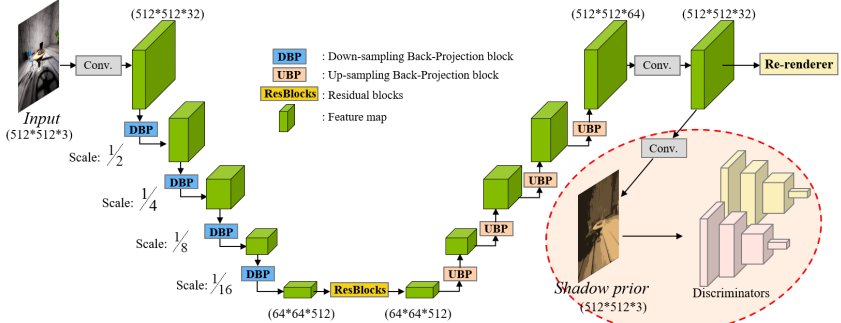 (512*512*32)
(512*512*64)
(512*512*32)
Conv.
Input
(512*512*3)
DBP : Down-sampling Back-Projection block
UBP : Up-sampling Back-Projection block
ResBlocks : Residual blocks
: Feature map
Conv.
Re-renderer
DBP
Scale: 1/2
UBP
Conv.
DBP
Scale: 1/4
UBP
DBP
Scale: 1/8
UBP
DBP
Scale: 1/16
UBP
ResBlocks
(64*64*512)
(64*64*512)
Shadow prior
(512*512*3)
Discriminators